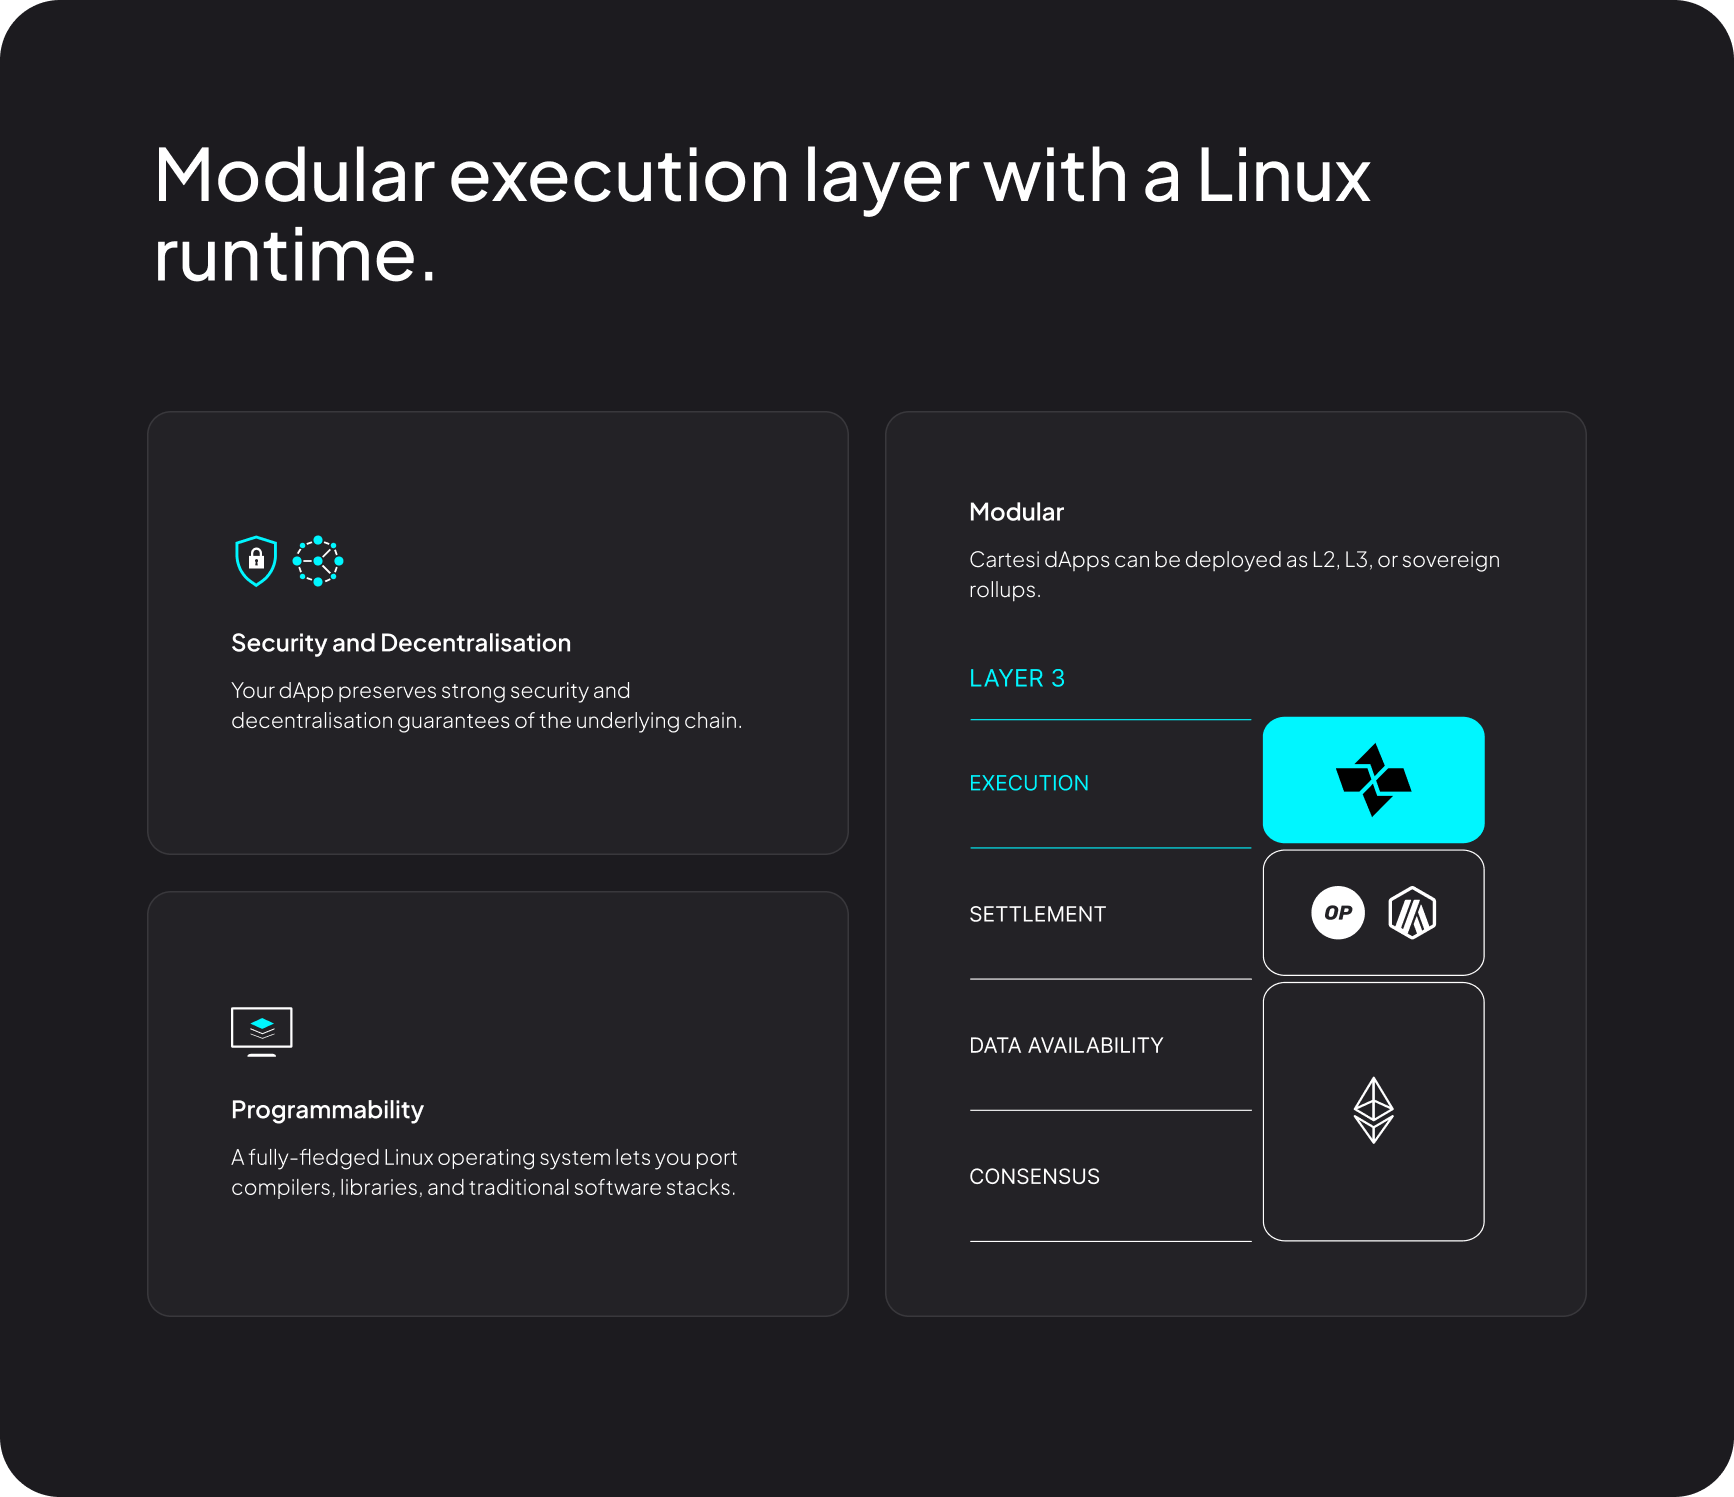 Modular execution layer with a Linux
runtime.
Security and Decentralisation
Your dApp preserves strong security and
decentralisation guarantees of the underlying chain.
Programmability
A fully-fledged Linux operating system lets you port
compilers, libraries, and traditional software stacks.
Modular
Cartesi dApps can be deployed as L2, L3, or sovereign
rollups.
LAYER 3
EXECUTION
SETTLEMENT
OP
DATA AVAILABILITY
CONSENSUS